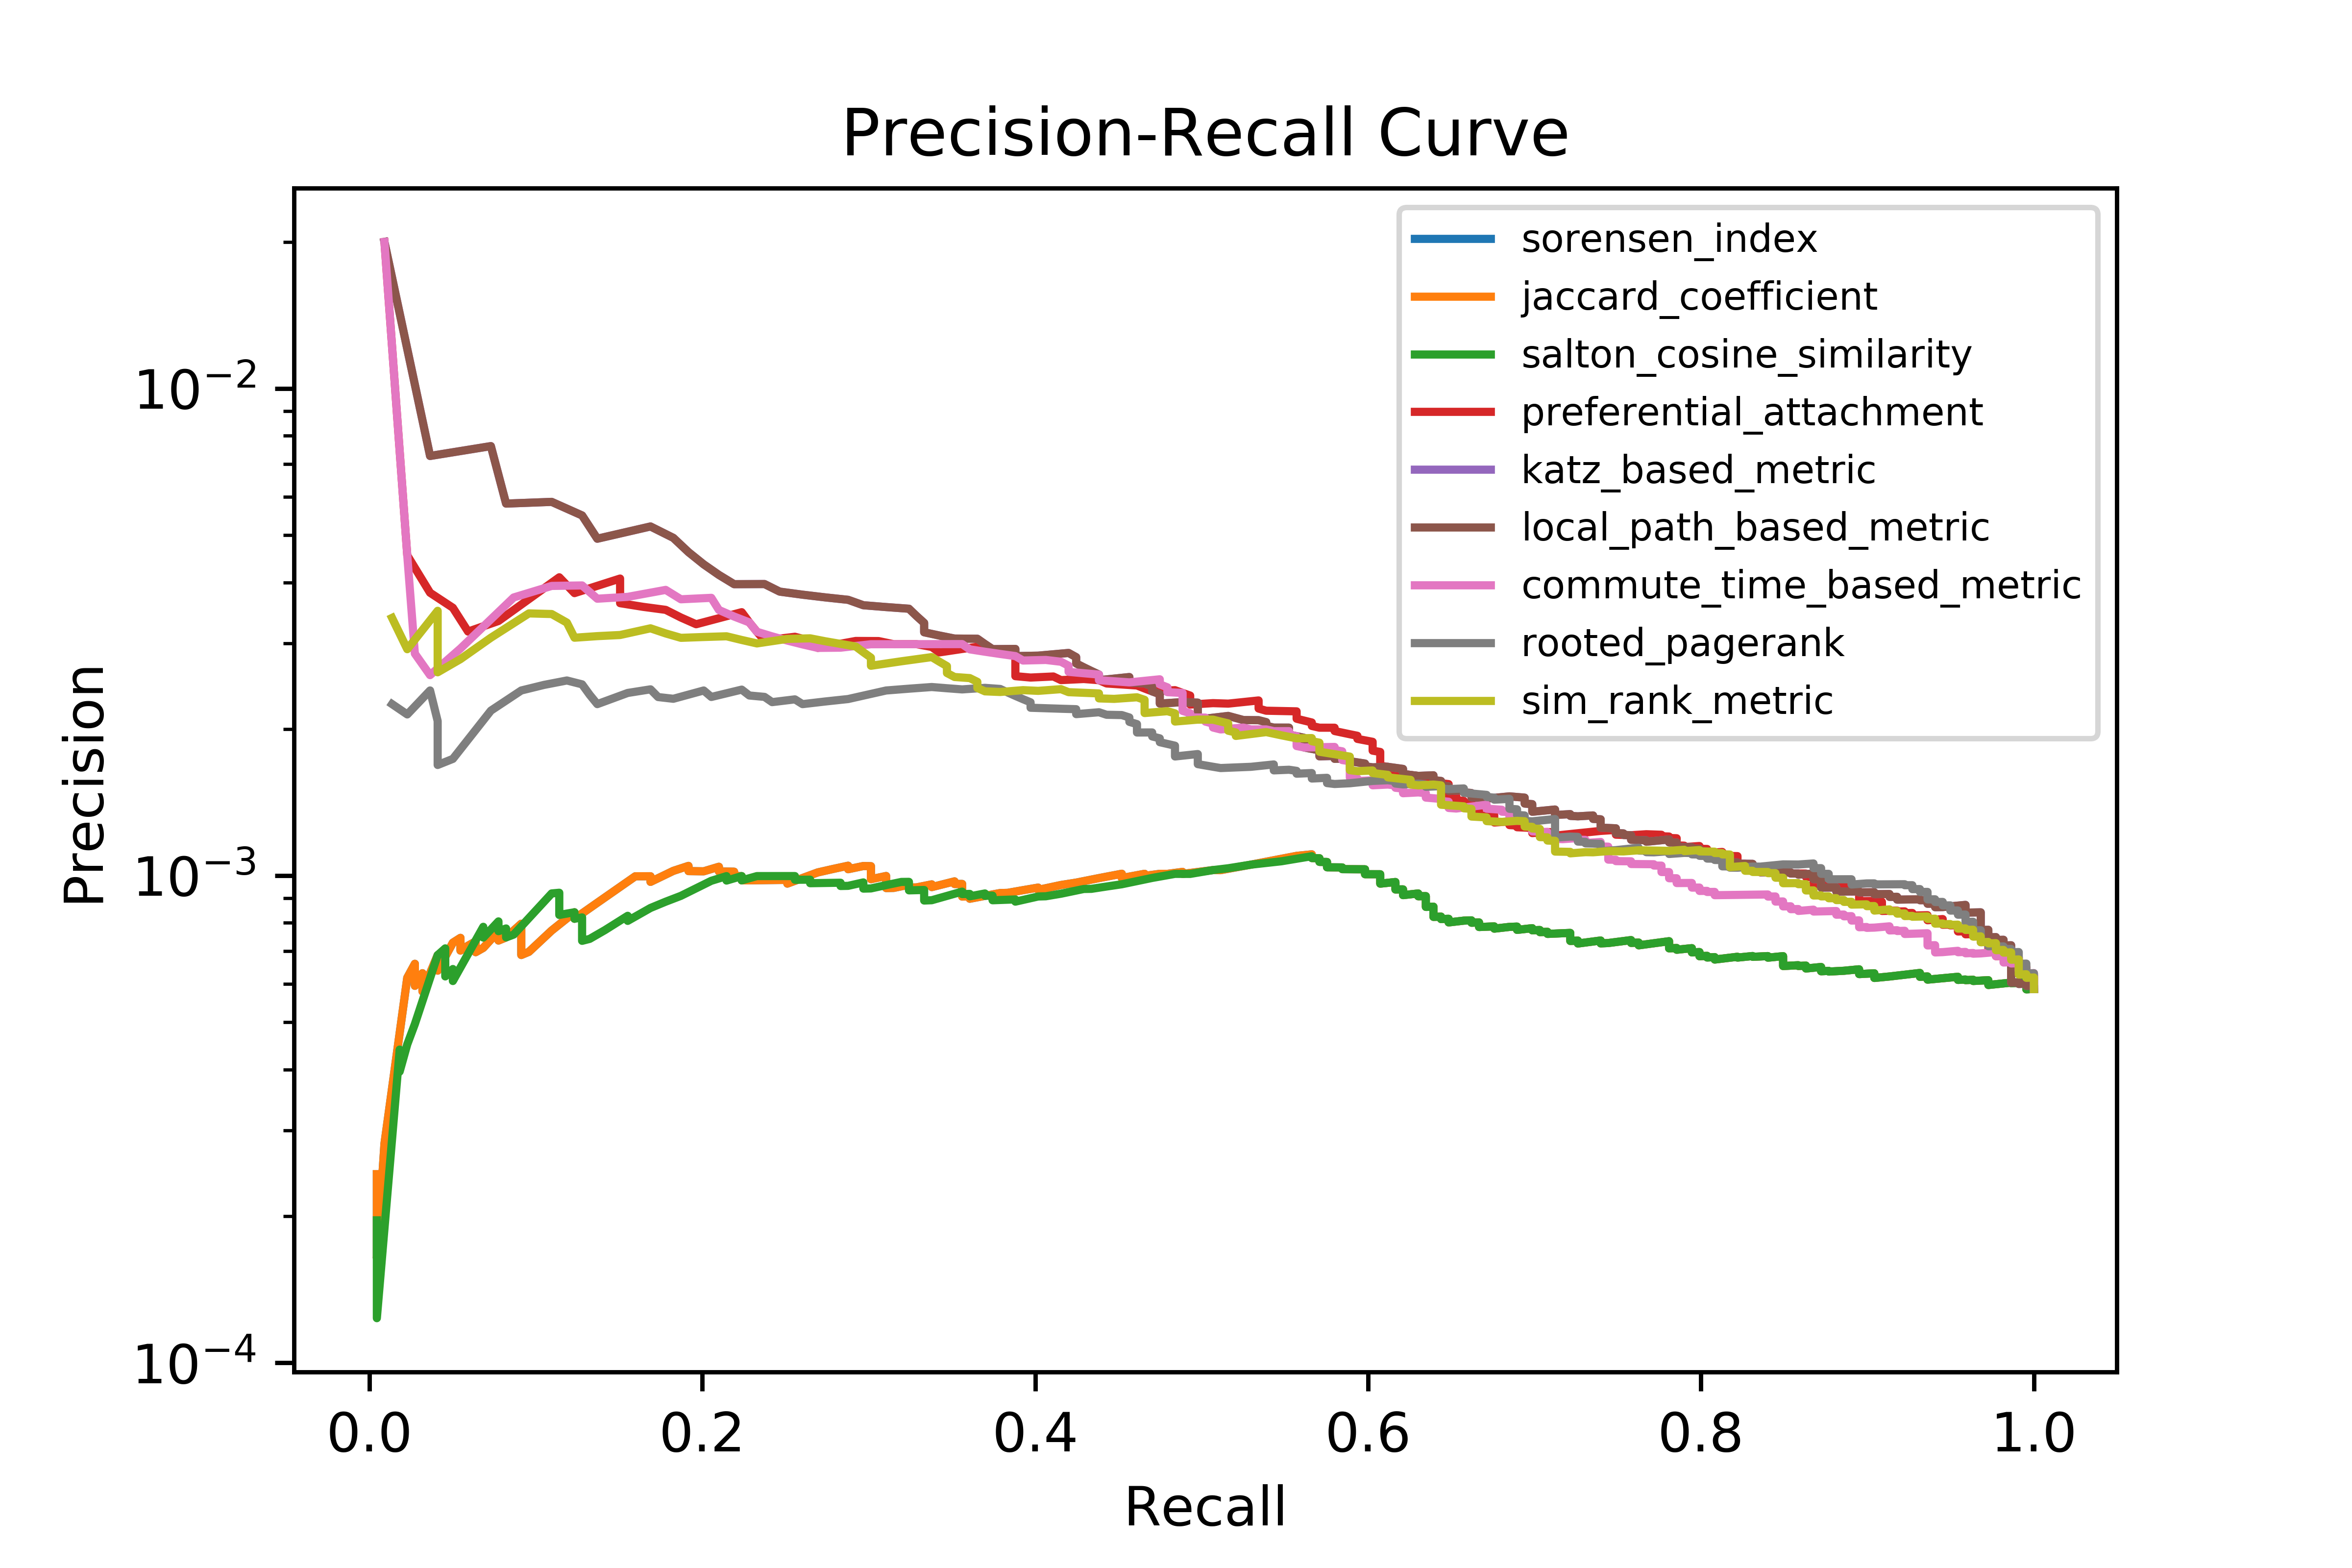 Precision-Recall Curve
sorensen_index
jaccard_coefficient
salton_cosine_similarity
preferential_attachment
katz_based_metric
local_path_based_metric
commute_time_based_metric
rooted_pagerank
sim_rank_metric
Precision
10⁻²
10⁻³
10⁻⁴
0.0 0.2 0.4 0.6 0.8 1.0
Recall